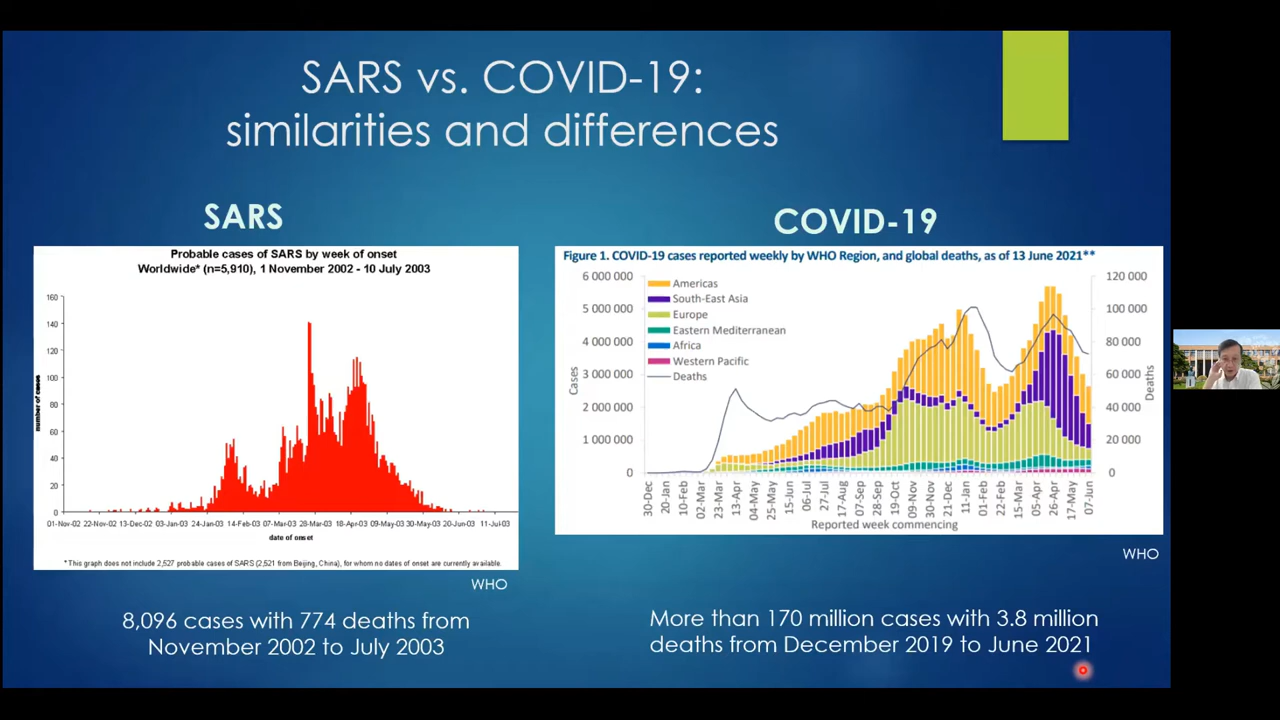 SARS vs. COVID-19:
similarities and differences
SARS
Probable cases of SARS by week of onset
Worldwide* (n=5,910), 1 November 2002 - 10 July 2003
160
140
120
100
80
60
40
20
0
number of cases
01-Nov-02 22-Nov-02 13-Dec-02 03-Jan-03 24-Jan-03 14-Feb-03 07-Mar-03 28-Mar-03 18-Apr-03 09-May-03 30-May-03 20-Jun-03 11-Jul-03
date of onset
*This graph does not include 2,527 probable cases of SARS (2,521 from Beijing, China), for whom no dates of onset are currently available.
WHO
8,096 cases with 774 deaths from
November 2002 to July 2003
COVID-19
Figure 1. COVID-19 cases reported weekly by WHO Region, and global deaths, as of 13 June 2021**
6 000 000
5 000 000
4 000 000
3 000 000
2 000 000
1 000 000
0
Cases
Americas
South-East Asia
Europe
Eastern Mediterranean
Africa
Western Pacific
Deaths
120 000
100 000
80 000
60 000
40 000
20 000
0
Deaths
30-Dec 20-Jan 10-Feb 02-Mar 23-Mar 13-Apr 04-May 25-May 15-Jun 06-Jul 27-Jul 17-Aug 07-Sep 28-Sep 19-Oct 09-Nov 30-Nov 21-Dec 11-Jan 01-Feb 22-Feb 15-Mar 05-Apr 26-Apr 17-May 07-Jun
Reported week commencing
WHO
More than 170 million cases with 3.8 million
deaths from December 2019 to June 2021